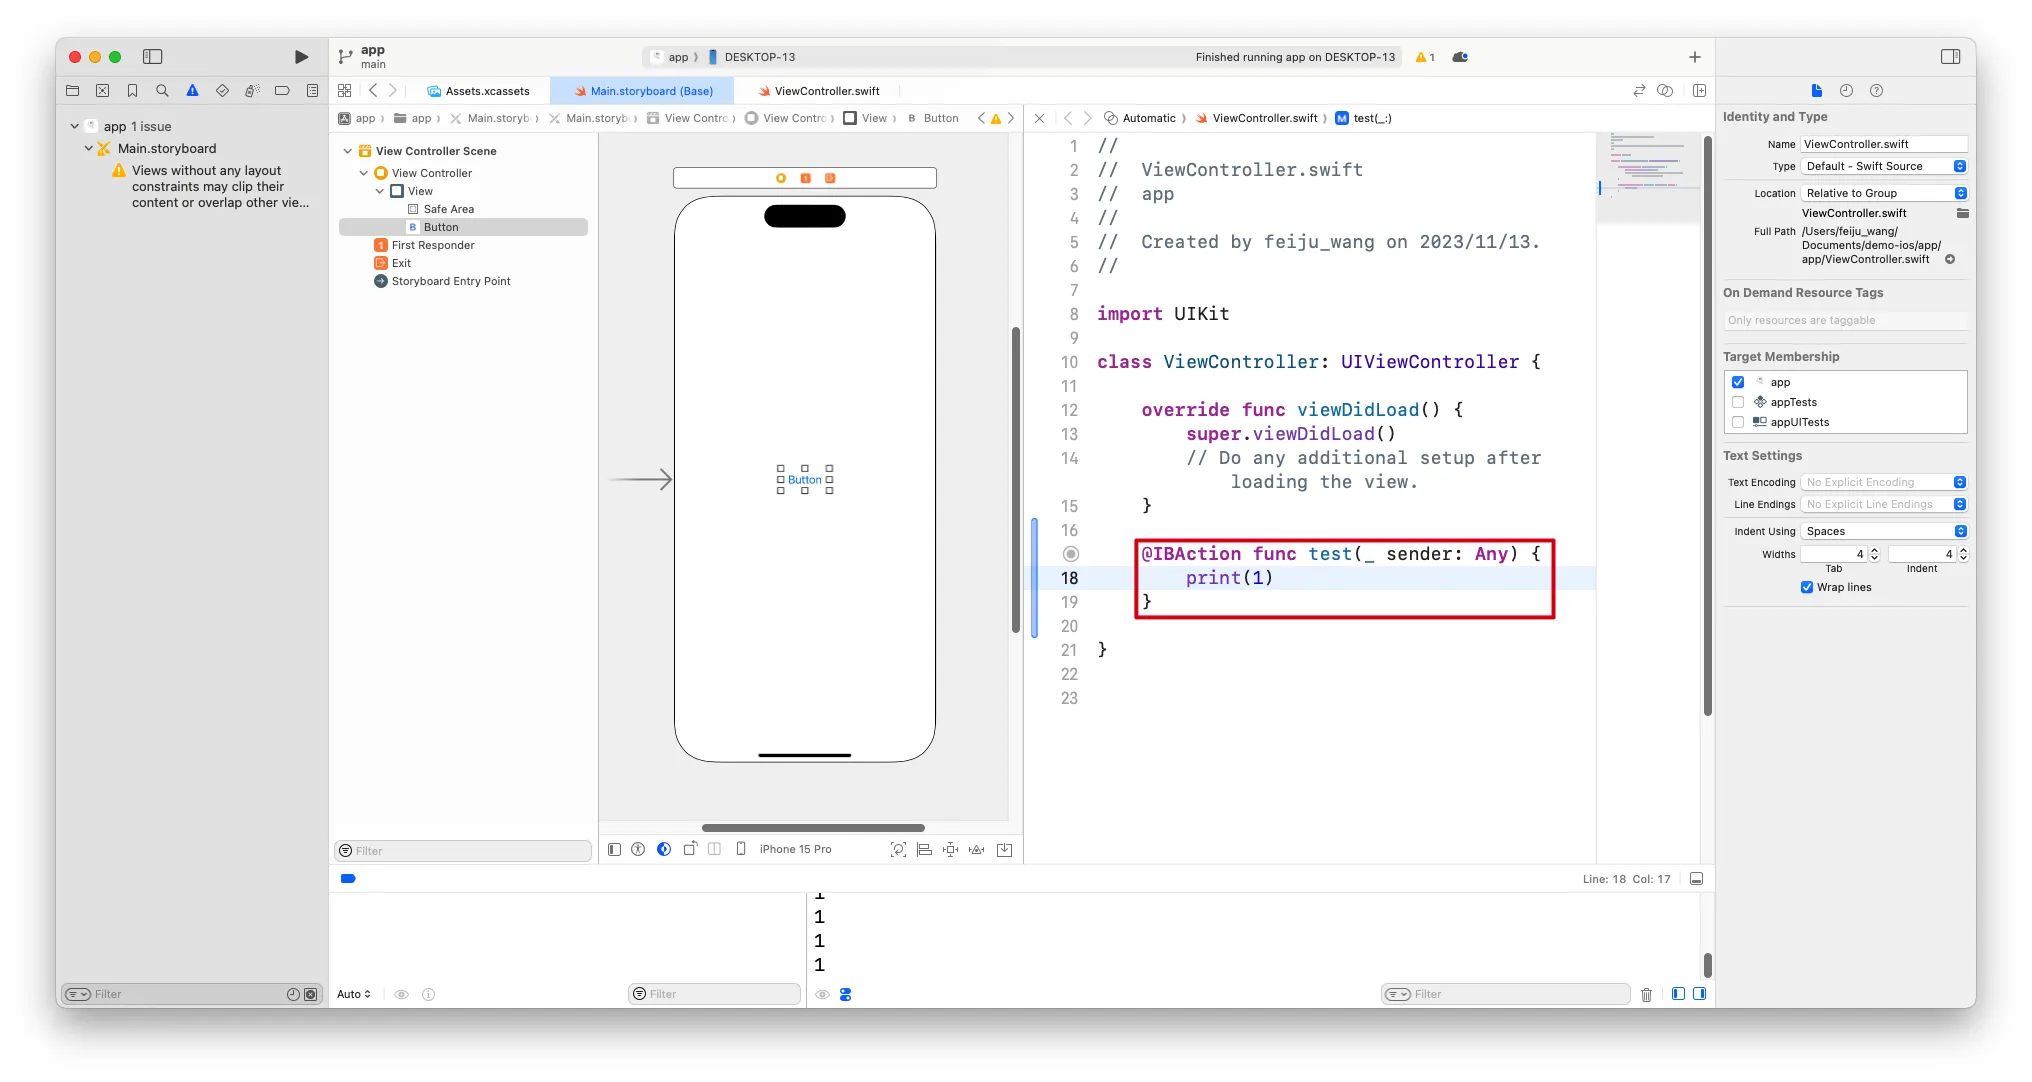 app
main
app
DESKTOP-13
Finished running app on DESKTOP-13
1
Assets.xcassets
Main.storyboard (Base)
ViewController.swift
app
app
Main.storyb
Main.storyb
View Contro
View Contro
View
B Button
Automatic
ViewController.swift
M test(_:)
app 1 issue
Main.storyboard
Views without any layout
constraints may clip their
content or overlap other vie...
Filter
View Controller Scene
View Controller
View
Safe Area
B Button
1 First Responder
Exit
Storyboard Entry Point
Filter
1
Button
iPhone 15 Pro
1 //
2 //  ViewController.swift
3 //  app
4 //
5 //  Created by feiju_wang on 2023/11/13.
6 //
7
8 import UIKit
9
10 class ViewController: UIViewController {
11
12     override func viewDidLoad() {
13         super.viewDidLoad()
14         // Do any additional setup after
loading the view.
15     }
16
@IBAction func test(_ sender: Any) {
18         print(1)
19     }
20
21 }
22
23
Line: 18 Col: 17
1
1
1
Auto
Filter
Filter
Identity and Type
Name ViewController.swift
Type Default - Swift Source
Location Relative to Group
ViewController.swift
Full Path /Users/feiju_wang/
Documents/demo-ios/app/
app/ViewController.swift
On Demand Resource Tags
Only resources are taggable
Target Membership
app
appTests
appUITests
Text Settings
Text Encoding No Explicit Encoding
Line Endings No Explicit Line Endings
Indent Using Spaces
Widths 4 4
Tab Indent
Wrap lines